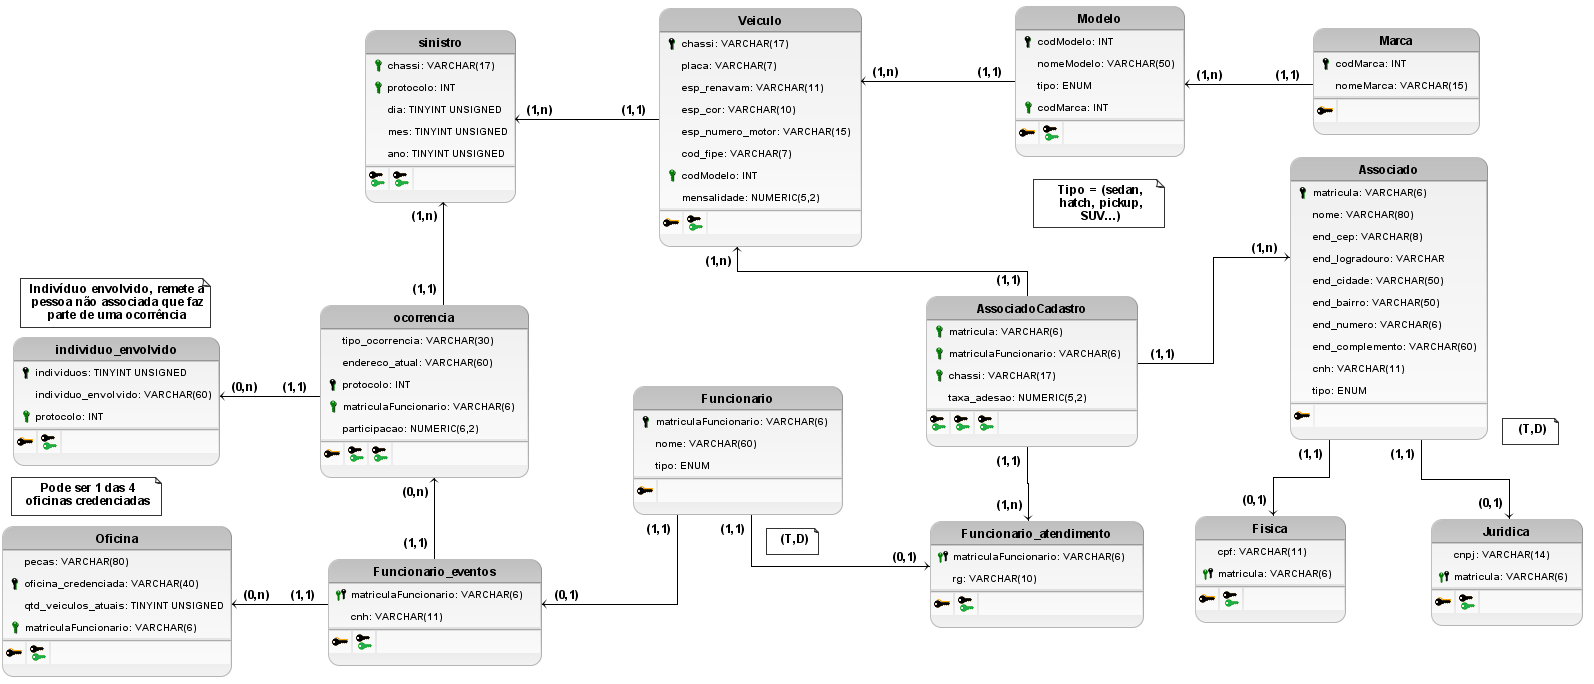 sinistro
chassi: VARCHAR(17)
protocolo: INT
dia: TINYINT UNSIGNED
mes: TINYINT UNSIGNED
ano: TINYINT UNSIGNED
(1,n)
(1,1)
Veiculo
chassi: VARCHAR(17)
placa: VARCHAR(7)
esp_renavam: VARCHAR(11)
esp_cor: VARCHAR(10)
esp_numero_motor: VARCHAR(15)
cod_fipe: VARCHAR(7)
codModelo: INT
mensalidade: NUMERIC(5,2)
(1,n)
(1,1)
Modelo
codModelo: INT
nomeModelo: VARCHAR(50)
tipo: ENUM
codMarca: INT
(1,n)
(1,1)
Marca
codMarca: INT
nomeMarca: VARCHAR(15)
Tipo = (sedan,
hatch, pickup,
SUV...)
Associado
matricula: VARCHAR(6)
nome: VARCHAR(80)
end_cep: VARCHAR(8)
end_logradouro: VARCHAR
end_cidade: VARCHAR(50)
end_bairro: VARCHAR(50)
end_numero: VARCHAR(6)
end_complemento: VARCHAR(60)
cnh: VARCHAR(11)
tipo: ENUM
(1,n)
(1,1)
(1,n)
(1,1)
(1,n)
(1,1)
Indivíduo envolvido, remete à
pessoa não associada que faz
parte de uma ocorrência
individuo_envolvido
individuos: TINYINT UNSIGNED
individuo_envolvido: VARCHAR(60)
protocolo: INT
(0,n)
(1,1)
ocorrencia
tipo_ocorrencia: VARCHAR(30)
endereco_atual: VARCHAR(60)
protocolo: INT
matriculaFuncionario: VARCHAR(6)
participacao: NUMERIC(6,2)
AssociadoCadastro
matricula: VARCHAR(6)
matriculaFuncionario: VARCHAR(6)
chassi: VARCHAR(17)
taxa_adesao: NUMERIC(5,2)
Funcionario
matriculaFuncionario: VARCHAR(6)
nome: VARCHAR(60)
tipo: ENUM
(T,D)
(1,1)
(1,1)
(0,1)
(0,1)
(1,1)
(1,n)
Pode ser 1 das 4
oficinas credenciadas
(0,n)
(1,1)
(1,1)
(1,1)
(T,D)
Oficina
pecas: VARCHAR(80)
oficina_credenciada: VARCHAR(40)
qtd_veiculos_atuais: TINYINT UNSIGNED
matriculaFuncionario: VARCHAR(6)
(0,n)
(1,1)
Funcionario_eventos
matriculaFuncionario: VARCHAR(6)
cnh: VARCHAR(11)
(0,1)
(0,1)
Funcionario_atendimento
matriculaFuncionario: VARCHAR(6)
rg: VARCHAR(10)
Fisica
cpf: VARCHAR(11)
matricula: VARCHAR(6)
Juridica
cnpj: VARCHAR(14)
matricula: VARCHAR(6)